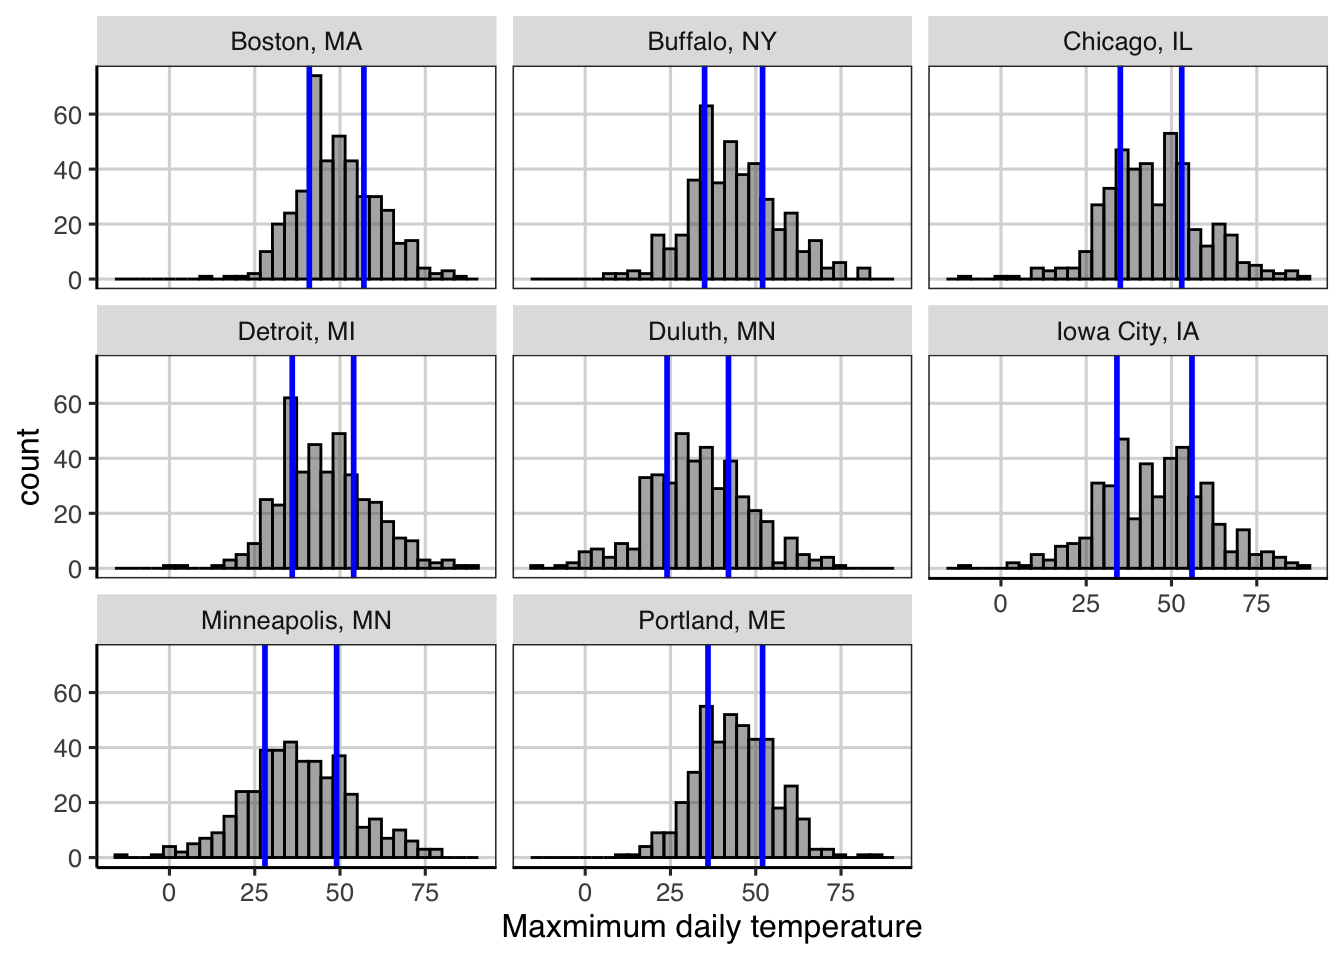 Boston, MA
Buffalo, NY
Chicago, IL
60
40
20
0
Detroit, MI
Duluth, MN
Iowa City, IA
60
40
20
0
0 25 50 75
Minneapolis, MN
Portland, ME
60
40
20
0
0 25 50 75
0 25 50 75
count
Maxmimum daily temperature